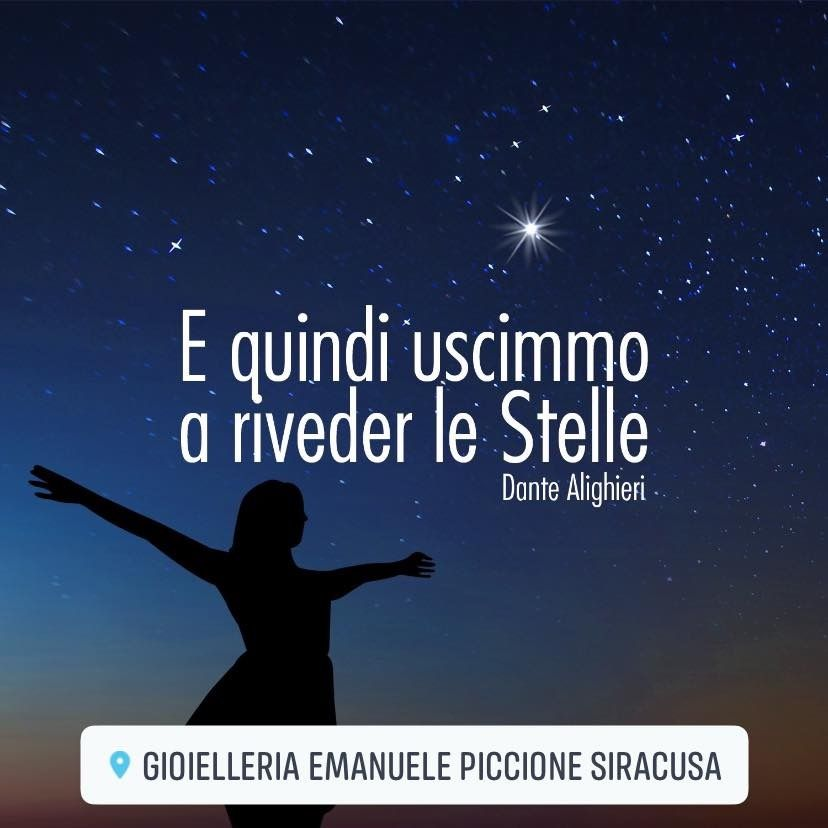 E quindi uscimmo
a riveder le Stelle
Dante Alighieri
GIOIELLERIA EMANUELE PICCIONE SIRACUSA